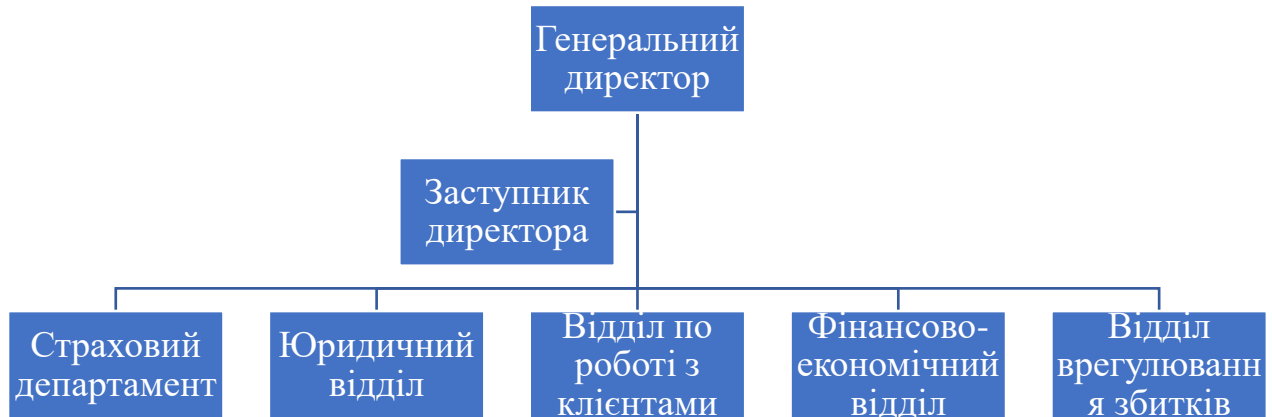 Генеральний
директор
Заступник
директора
Страховий
департамент
Юридичний
відділ
Відділ по
роботі з
клієнтами
Фінансово-
економічний
відділ
Відділ
врегулюванн
я збитків